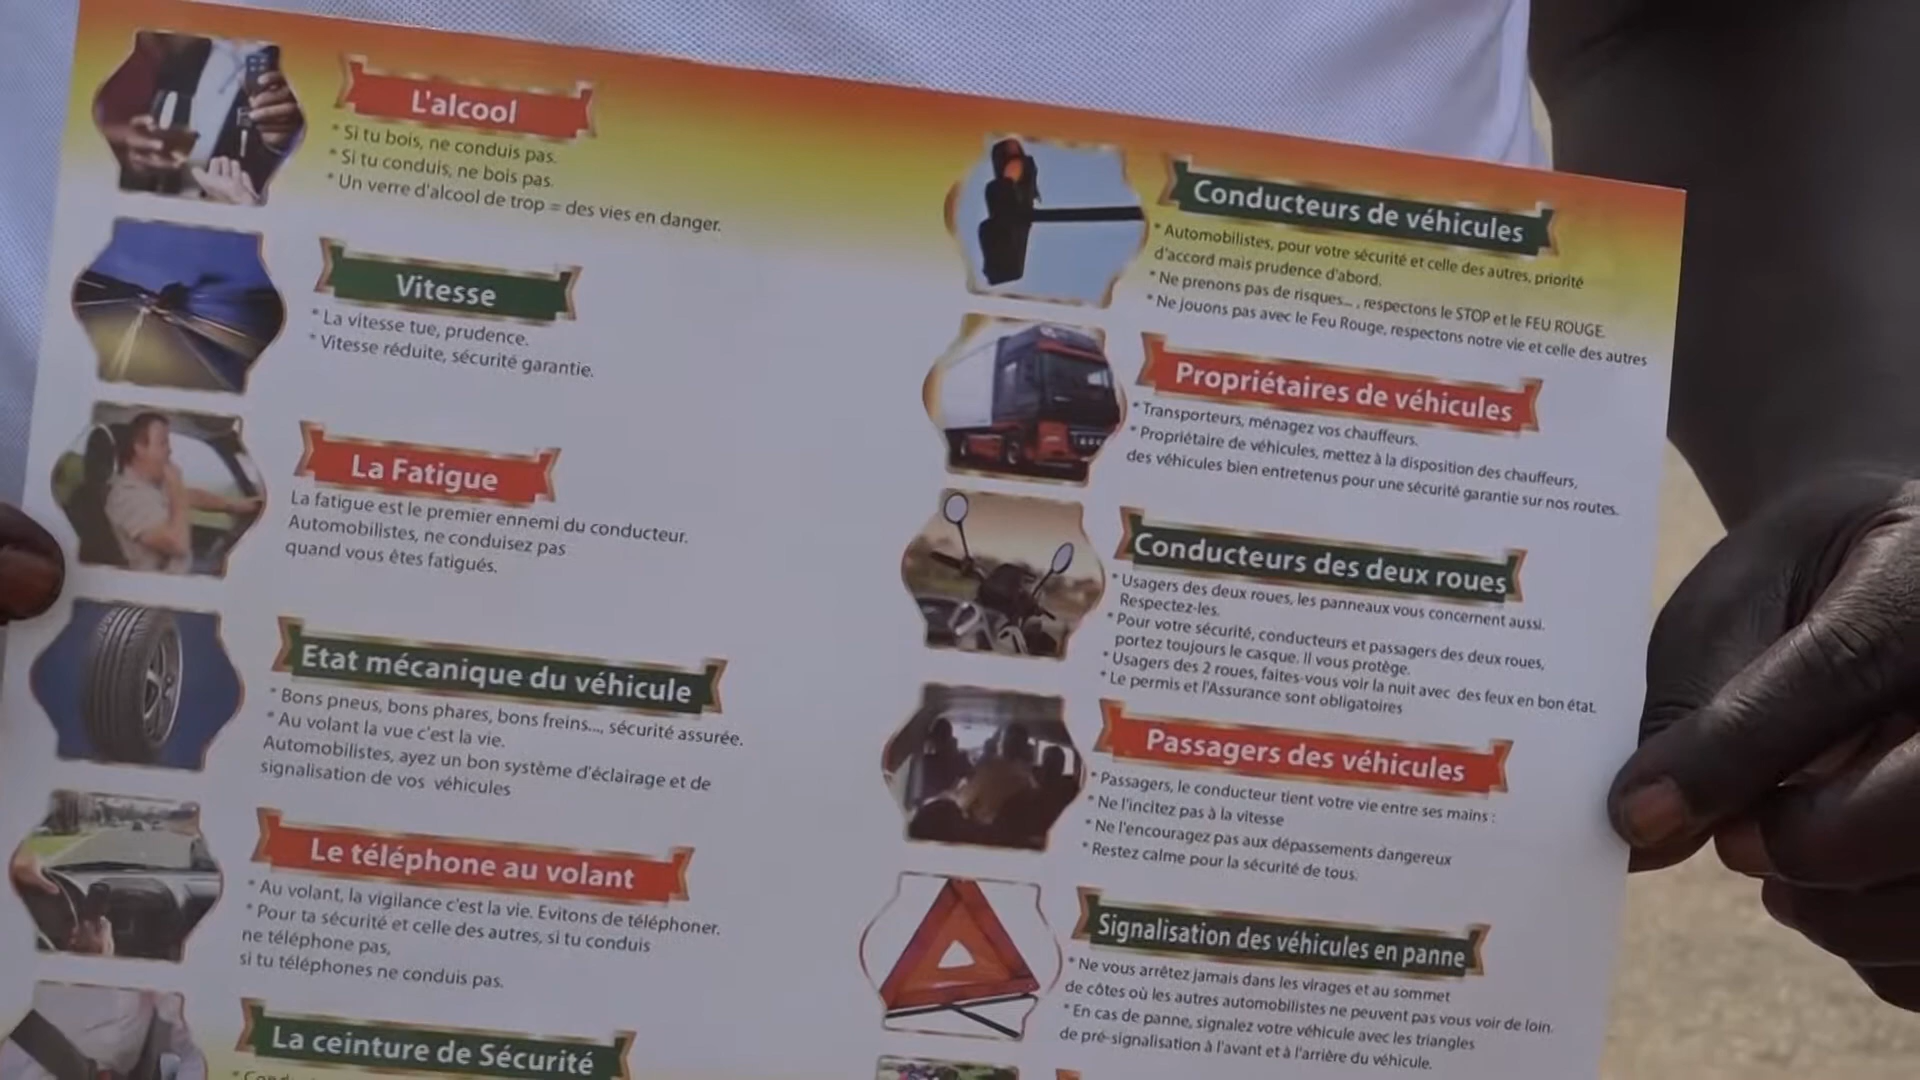 L'alcool
* Si tu bois, ne conduis pas.
* Si tu conduis, ne bois pas.
* Un verre d'alcool de trop = des vies en danger.
Vitesse
* La vitesse tue, prudence.
* Vitesse réduite, sécurité garantie.
La Fatigue
La fatigue est le premier ennemi du conducteur.
Automobilistes, ne conduisez pas
quand vous êtes fatigués.
Etat mécanique du véhicule
* Bons pneus, bons phares, bons freins..., sécurité assurée.
* Au volant la vue c'est la vie.
Automobilistes, ayez un bon système d'éclairage et de
signalisation de vos véhicules
Le téléphone au volant
* Au volant, la vigilance c'est la vie. Evitons de téléphoner.
* Pour ta sécurité et celle des autres, si tu conduis
ne téléphone pas,
si tu téléphones ne conduis pas.
La ceinture de Sécurité
Conducteurs de véhicules
* Automobilistes, pour votre sécurité et celle des autres, priorité
d'accord mais prudence d'abord.
* Ne prenons pas de risques... , respectons le STOP et le FEU ROUGE.
* Ne jouons pas avec le Feu Rouge, respectons notre vie et celle des autres
Propriétaires de véhicules
* Transporteurs, ménagez vos chauffeurs.
* Propriétaire de véhicules, mettez à la disposition des chauffeurs,
des véhicules bien entretenus pour une sécurité garantie sur nos routes.
Conducteurs des deux roues
* Usagers des deux roues, les panneaux vous concernent aussi.
Respectez-les.
* Pour votre sécurité, conducteurs et passagers des deux roues,
portez toujours le casque. Il vous protège.
* Usagers des 2 roues, faites-vous voir la nuit avec des feux en bon état.
* Le permis et l'Assurance sont obligatoires
Passagers des véhicules
* Passagers, le conducteur tient votre vie entre ses mains :
* Ne l'incitez pas à la vitesse
* Ne l'encouragez pas aux dépassements dangereux
* Restez calme pour la sécurité de tous.
Signalisation des véhicules en panne
* Ne vous arrêtez jamais dans les virages et au sommet
de côtes où les autres automobilistes ne peuvent pas vous voir de loin.
* En cas de panne, signalez votre véhicule avec les triangles
de pré-signalisation à l'avant et à l'arrière du véhicule.